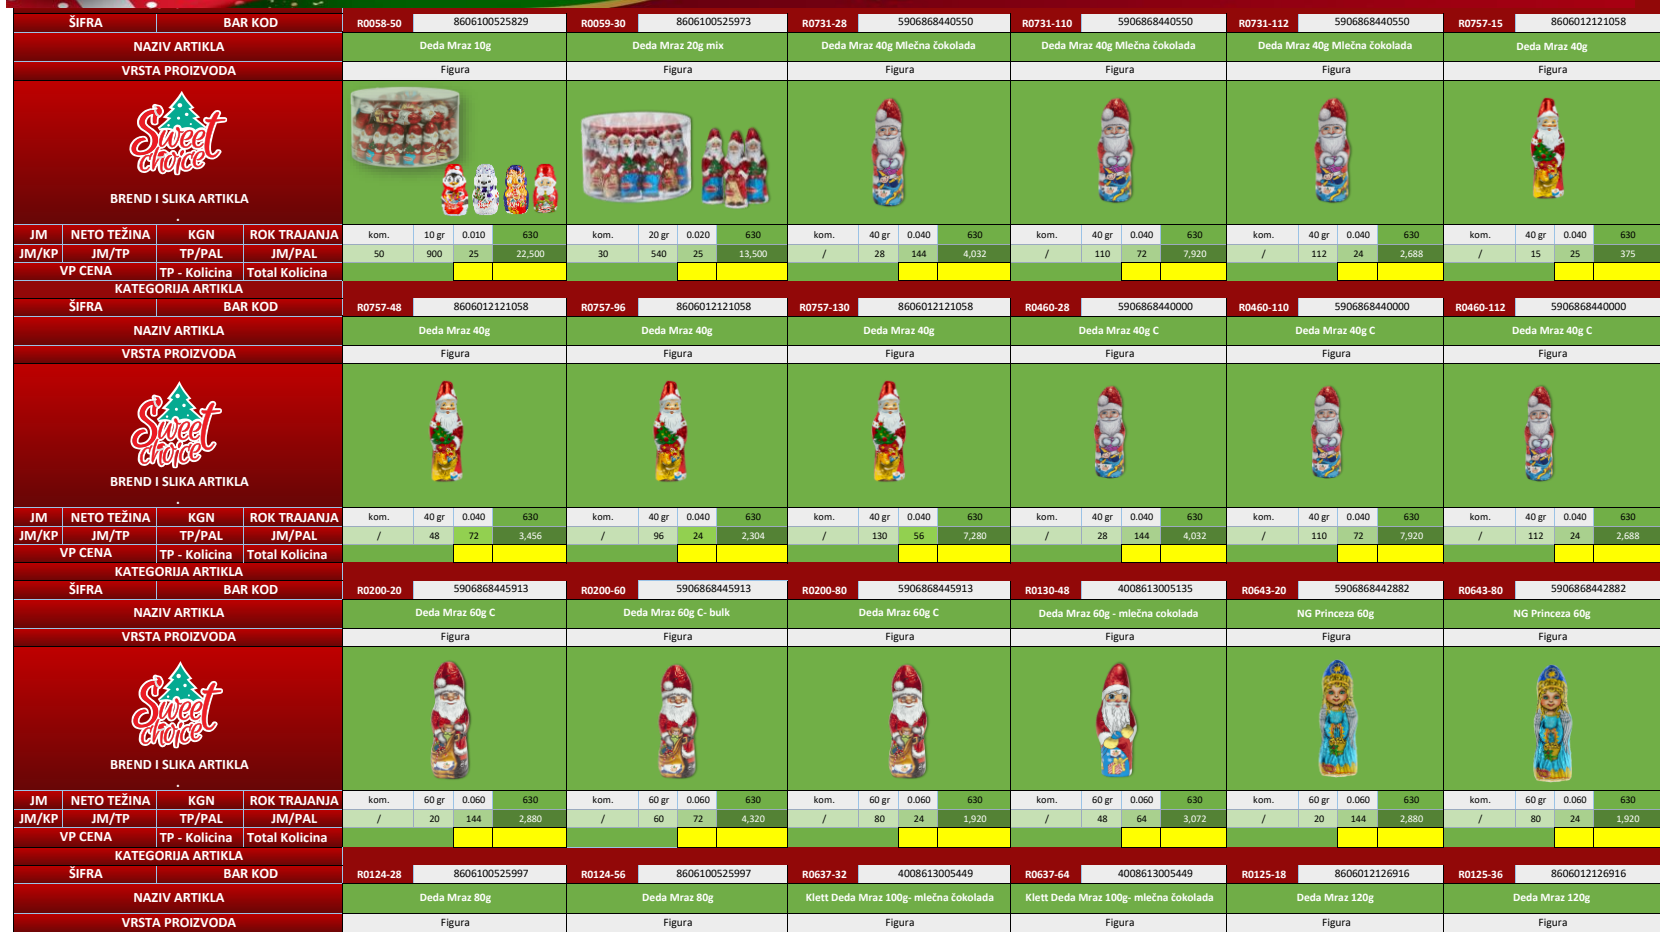 ŠIFRA BAR KOD R0058-50 8606100525829 R0059-30 8606100525973 R0731-28 5906868440550 R0731-110 5906868440550 R0731-112 5906868440550 R0757-15 8606012121058
NAZIV ARTIKLA Deda Mraz 10g Deda Mraz 20g mix Deda Mraz 40g Mlečna čokolada Deda Mraz 40g Mlečna čokolada Deda Mraz 40g Mlečna čokolada Deda Mraz 40g
VRSTA PROIZVODA Figura Figura Figura Figura Figura Figura
Sweet
choice
BREND I SLIKA ARTIKLA
.
JM NETO TEŽINA KGN ROK TRAJANJA kom. 10 gr 0.010 630 kom. 20 gr 0.020 630 kom. 40 gr 0.040 630 kom. 40 gr 0.040 630 kom. 40 gr 0.040 630 kom. 40 gr 0.040 630
JM/KP JM/TP TP/PAL JM/PAL 50 900 25 22,500 30 540 25 13,500 / 28 144 4,032 / 110 72 7,920 / 112 24 2,688 / 15 25 375
VP CENA TP - Kolicina Total Kolicina
KATEGORIJA ARTIKLA
ŠIFRA BAR KOD R0757-48 8606012121058 R0757-96 8606012121058 R0757-130 8606012121058 R0460-28 5906868440000 R0460-110 5906868440000 R0460-112 5906868440000
NAZIV ARTIKLA Deda Mraz 40g Deda Mraz 40g Deda Mraz 40g Deda Mraz 40g C Deda Mraz 40g C Deda Mraz 40g C
VRSTA PROIZVODA Figura Figura Figura Figura Figura Figura
Sweet
choice
BREND I SLIKA ARTIKLA
.
JM NETO TEŽINA KGN ROK TRAJANJA kom. 40 gr 0.040 630 kom. 40 gr 0.040 630 kom. 40 gr 0.040 630 kom. 40 gr 0.040 630 kom. 40 gr 0.040 630 kom. 40 gr 0.040 630
JM/KP JM/TP TP/PAL JM/PAL / 48 72 3,456 / 96 24 2,304 / 130 56 7,280 / 28 144 4,032 / 110 72 7,920 / 112 24 2,688
VP CENA TP - Kolicina Total Kolicina
KATEGORIJA ARTIKLA
ŠIFRA BAR KOD R0200-20 5906868445913 R0200-60 5906868445913 R0200-80 5906868445913 R0130-48 4008613005135 R0643-20 5906868442882 R0643-80 5906868442882
NAZIV ARTIKLA Deda Mraz 60g C Deda Mraz 60g C- bulk Deda Mraz 60g C Deda Mraz 60g - mlečna cokolada NG Princeza 60g NG Princeza 60g
VRSTA PROIZVODA Figura Figura Figura Figura Figura Figura
Sweet
choice
BREND I SLIKA ARTIKLA
.
JM NETO TEŽINA KGN ROK TRAJANJA kom. 60 gr 0.060 630 kom. 60 gr 0.060 630 kom. 60 gr 0.060 630 kom. 60 gr 0.060 630 kom. 60 gr 0.060 630 kom. 60 gr 0.060 630
JM/KP JM/TP TP/PAL JM/PAL / 20 144 2,880 / 60 72 4,320 / 80 24 1,920 / 48 64 3,072 / 20 144 2,880 / 80 24 1,920
VP CENA TP - Kolicina Total Kolicina
KATEGORIJA ARTIKLA
ŠIFRA BAR KOD R0124-28 8606100525997 R0124-56 8606100525997 R0637-32 4008613005449 R0637-64 4008613005449 R0125-18 8606012126916 R0125-36 8606012126916
NAZIV ARTIKLA Deda Mraz 80g Deda Mraz 80g Klett Deda Mraz 100g- mlečna čokolada Klett Deda Mraz 100g- mlečna čokolada Deda Mraz 120g Deda Mraz 120g
VRSTA PROIZVODA Figura Figura Figura Figura Figura Figura